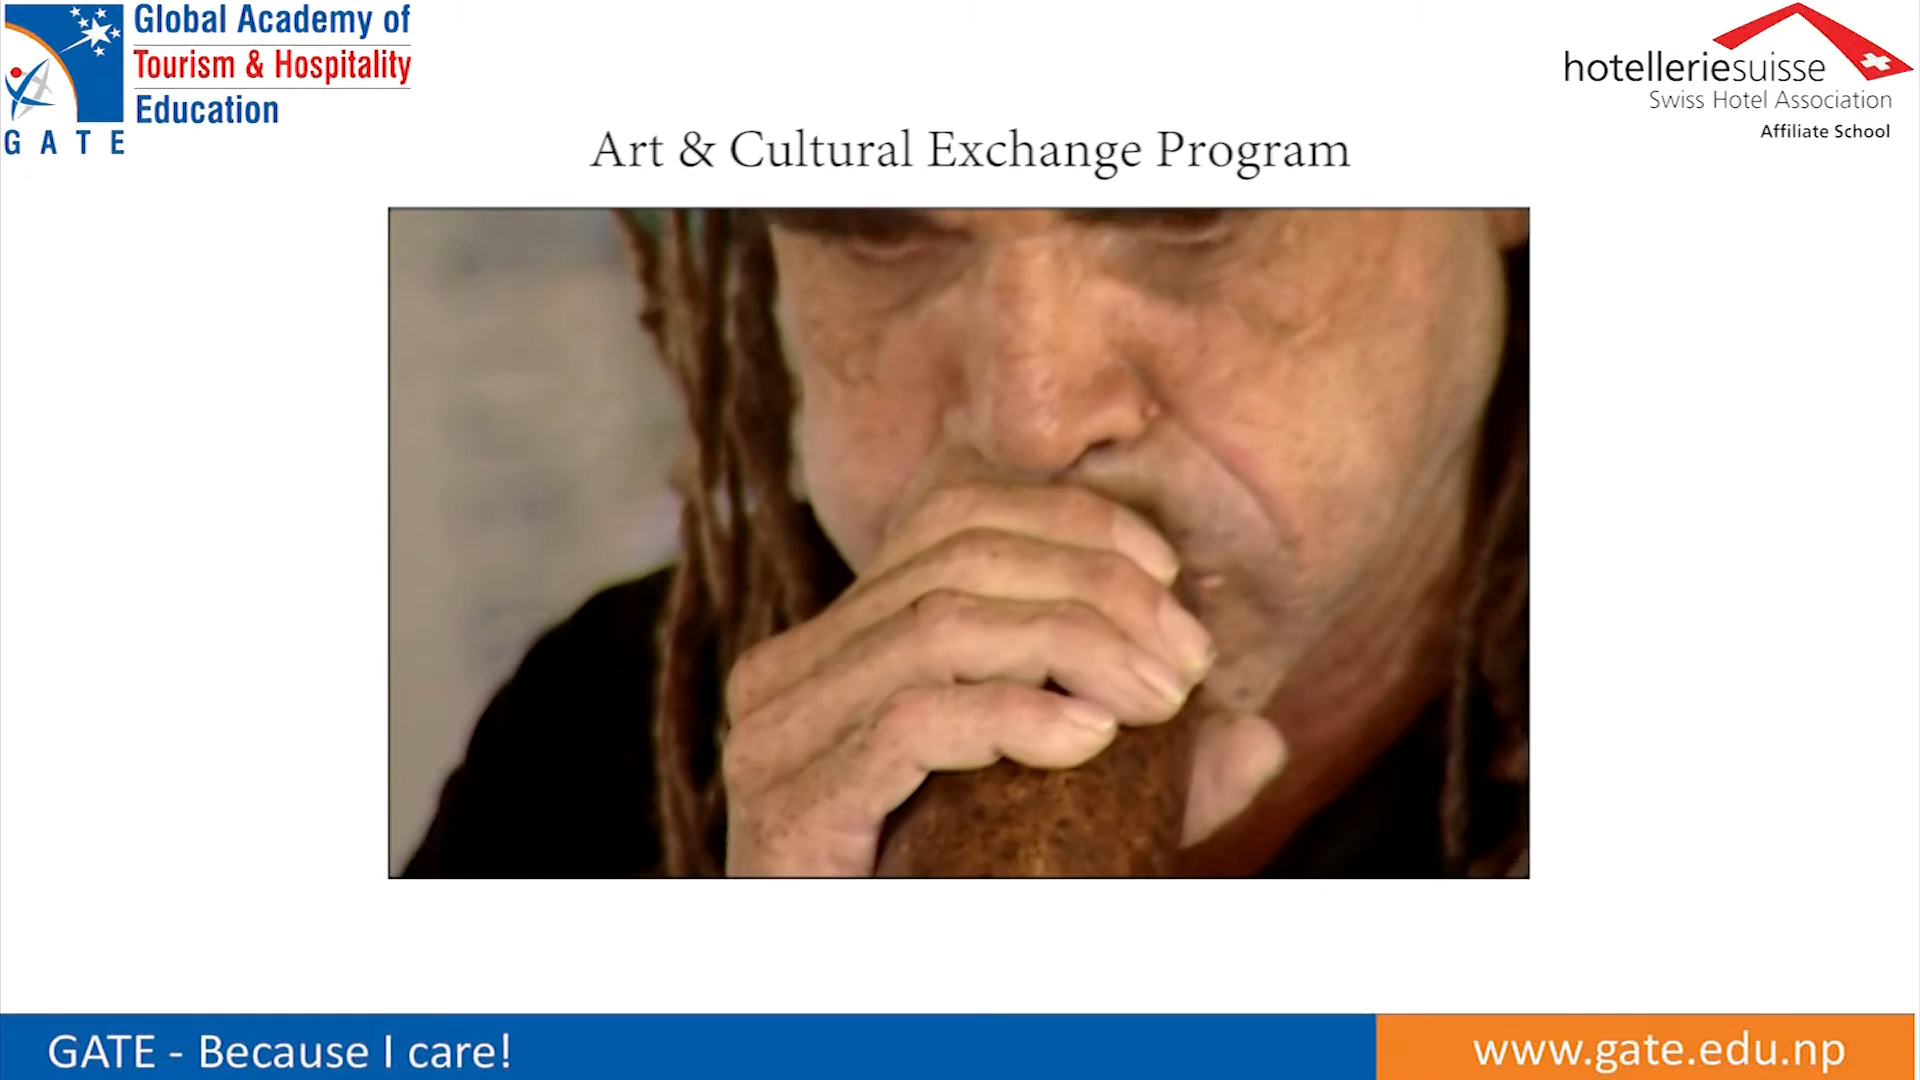 Global Academy of
Tourism & Hospitality
Education
GATE
hotelleriesuisse
Swiss Hotel Association
Affiliate School
Art & Cultural Exchange Program
GATE - Because I care!
www.gate.edu.np